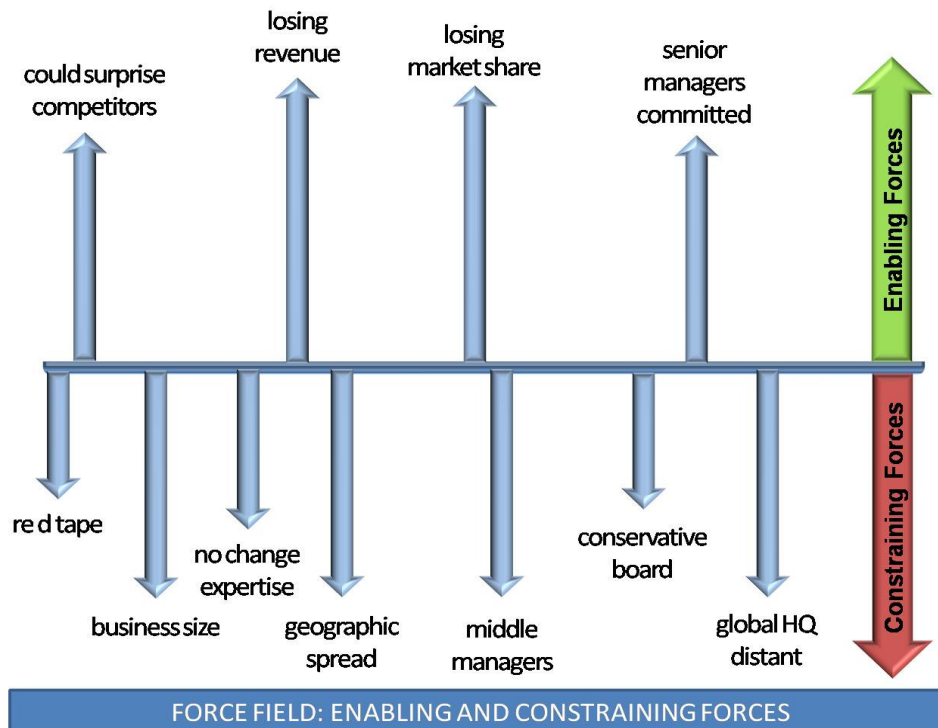 could surprise
competitors
losing
revenue
losing
market share
senior
managers
committed
Enabling Forces
Constraining Forces
red tape
business size
no change
expertise
geographic
spread
middle
managers
conservative
board
global HQ
distant
FORCE FIELD: ENABLING AND CONSTRAINING FORCES